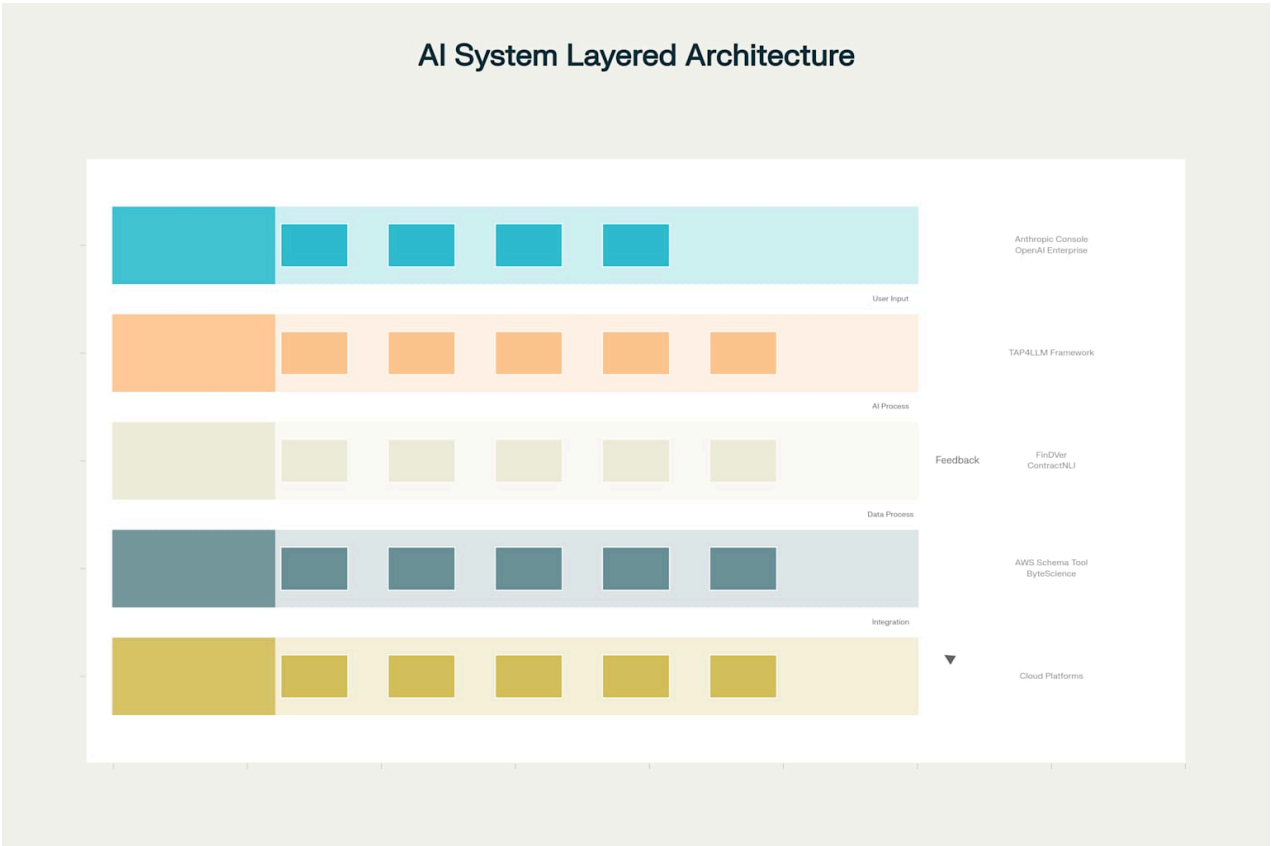 AI System Layered Architecture
Anthropic Console
OpenAI Enterprise
User Input
TAP4LLM Framework
AI Process
Feedback
FinDVer
ContractNLI
Data Process
AWS Schema Tool
ByteScience
Integration
Cloud Platforms